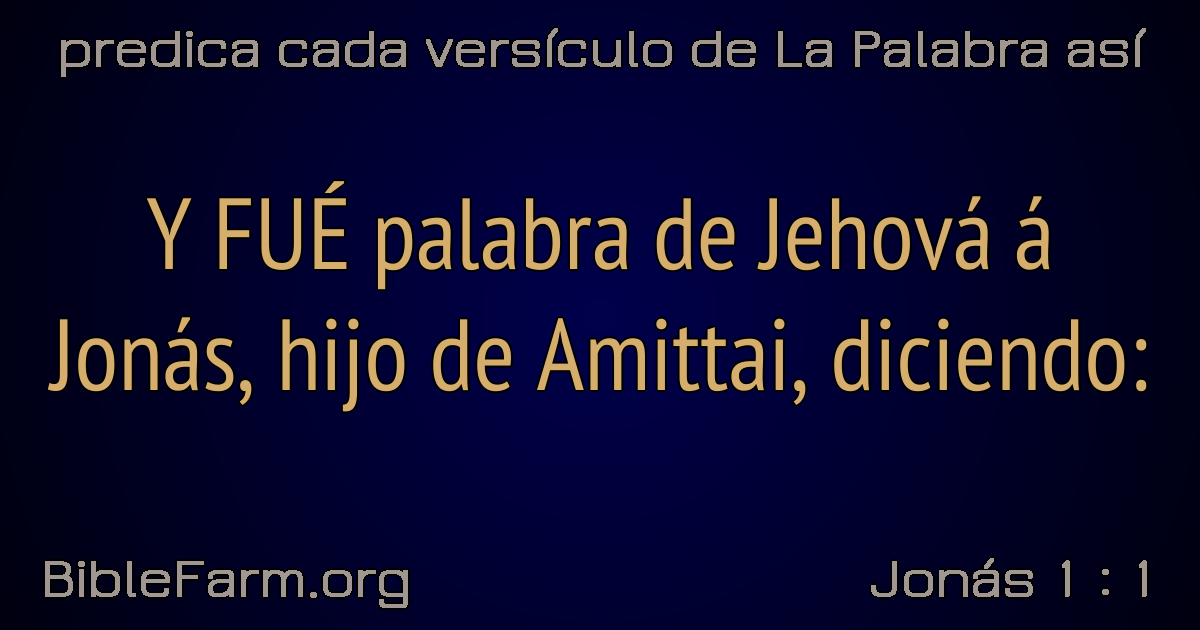 predica cada versículo de La Palabra así
Y FUÉ palabra de Jehová á
Jonás, hijo de Amittai, diciendo:
BibleFarm.org
Jonás 1 : 1